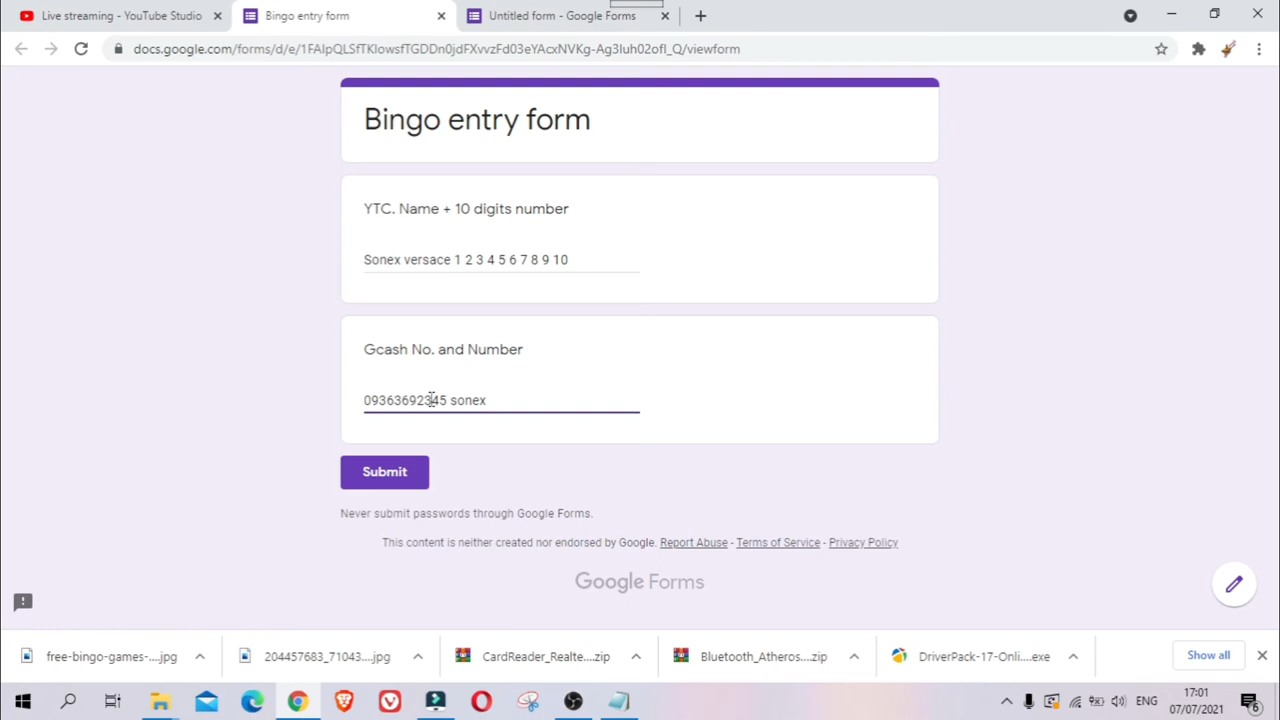 Live streaming - YouTube Studio
Bingo entry form
Untitled form - Google Forms
docs.google.com/forms/d/e/1FAIpQLSfTKlowsfTGDDn0jdFXvvzFd03eYAcxNVKg-Ag3Iuh02ofI_Q/viewform
Bingo entry form
YTC. Name + 10 digits number
Sonex versace 1 2 3 4 5 6 7 8 9 10
Gcash No. and Number
09363692345 sonex
Submit
Never submit passwords through Google Forms.
This content is neither created nor endorsed by Google. Report Abuse - Terms of Service - Privacy Policy
Google Forms
free-bingo-games-....jpg
204457683_71043....jpg
CardReader_Realte....zip
Bluetooth_Atheros....zip
DriverPack-17-Onli....exe
Show all
ENG
17:01
07/07/2021
6